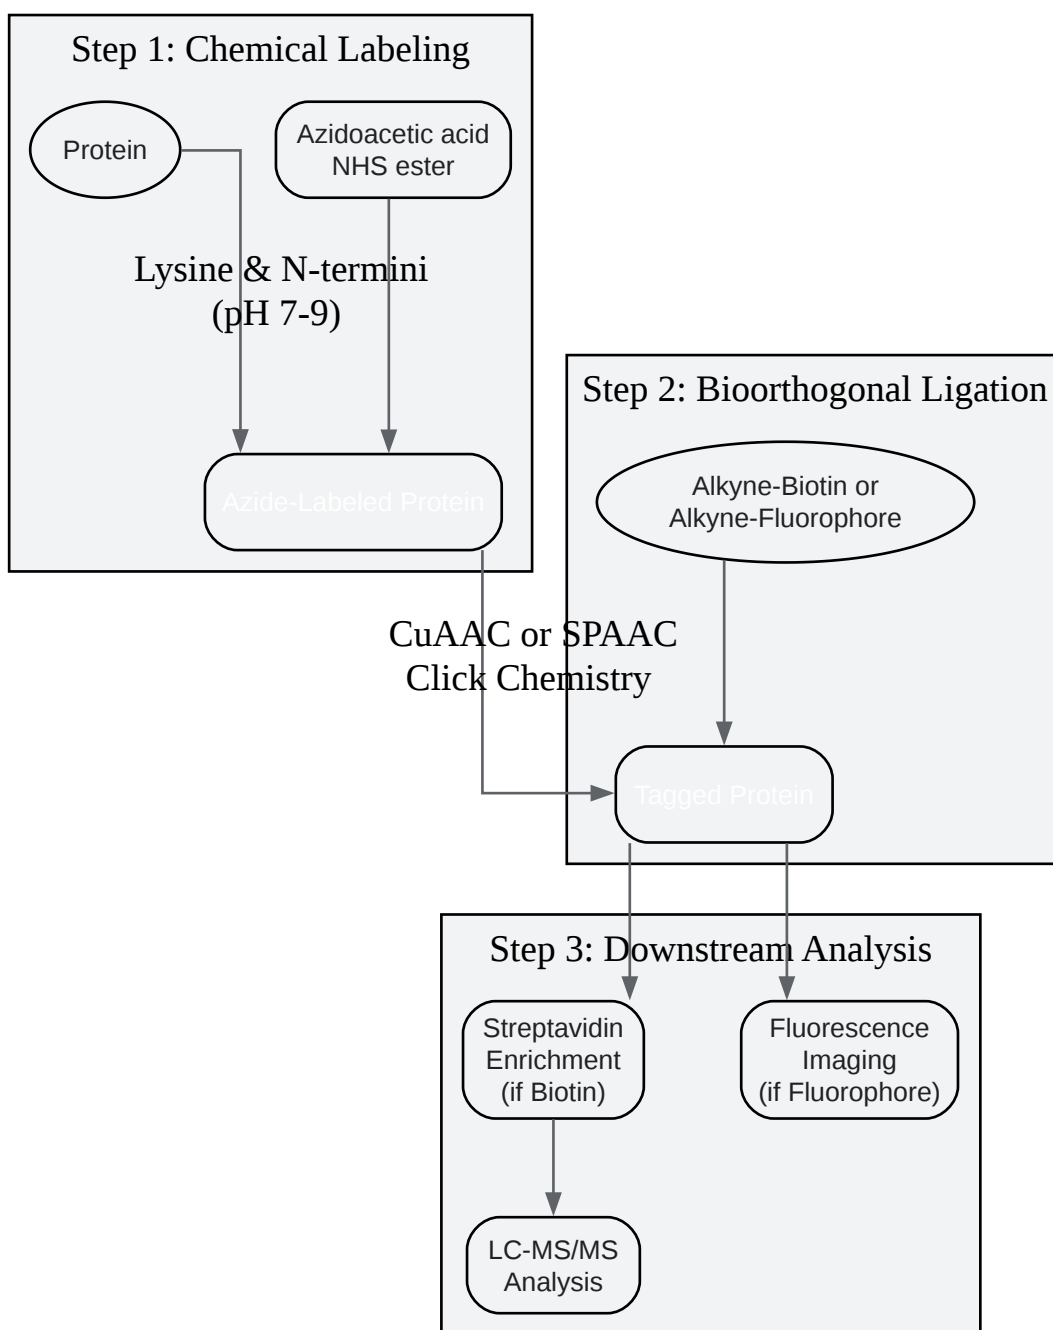 Step 1: Chemical Labeling
Protein
Azidoacetic acid
NHS ester
Lysine & N-termini
(pH 7-9)
Azide-Labeled Protein
Step 2: Bioorthogonal Ligation
Alkyne-Biotin or
Alkyne-Fluorophore
CuAAC or SPAAC
Click Chemistry
Tagged Protein
Step 3: Downstream Analysis
Streptavidin
Enrichment
(if Biotin)
Fluorescence
Imaging
(if Fluorophore)
LC-MS/MS
Analysis